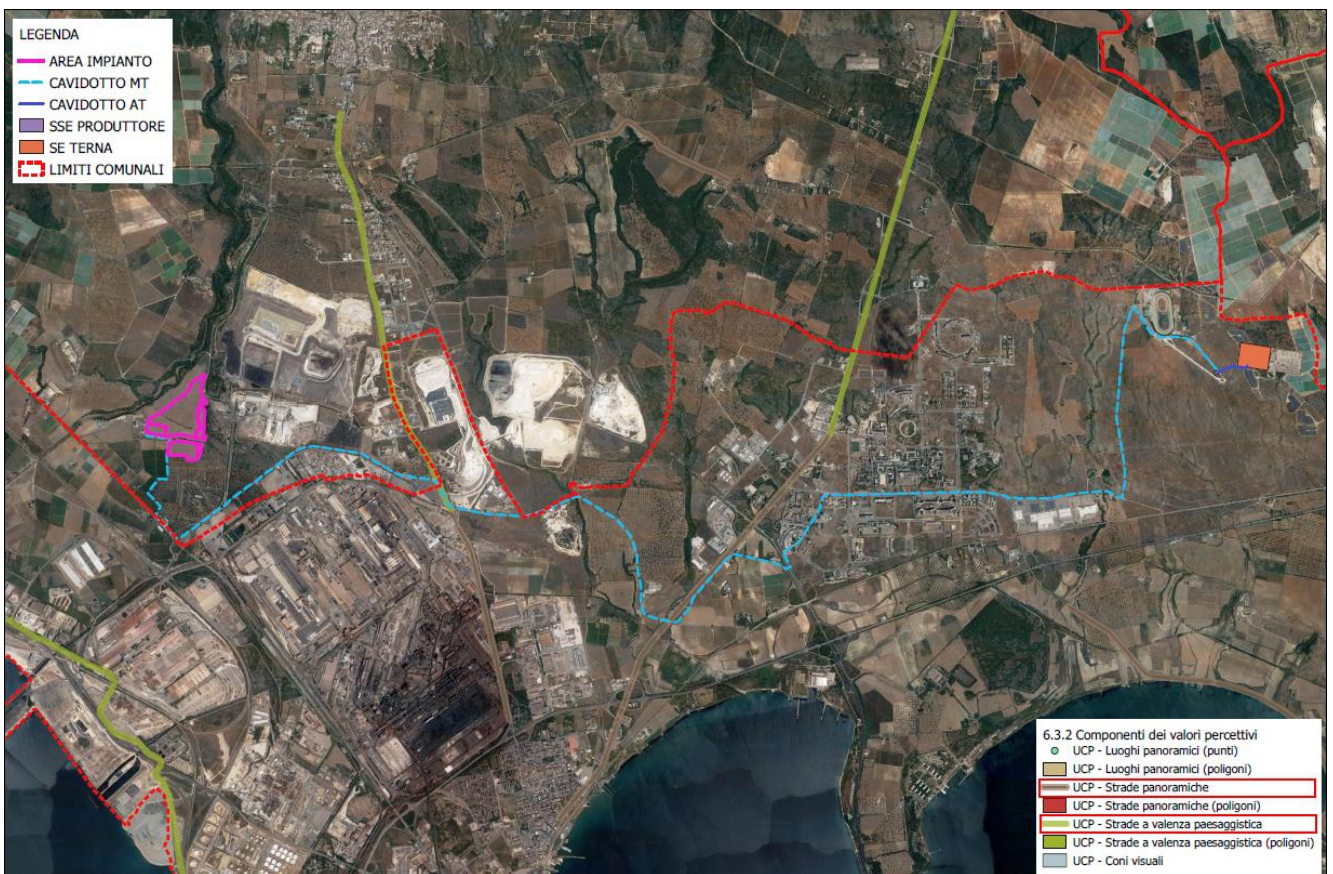 LEGENDA
AREA IMPIANTO
CAVIDOTTO MT
CAVIDOTTO AT
SSE PRODUTTORE
SE TERNA
LIMITI COMUNALI
6.3.2 Componenti dei valori percettivi
UCP - Luoghi panoramici (punti)
UCP - Luoghi panoramici (poligoni)
UCP - Strade panoramiche
UCP - Strade panoramiche (poligoni)
UCP - Strade a valenza paesaggistica
UCP - Strade a valenza paesaggistica (poligoni)
UCP - Coni visuali